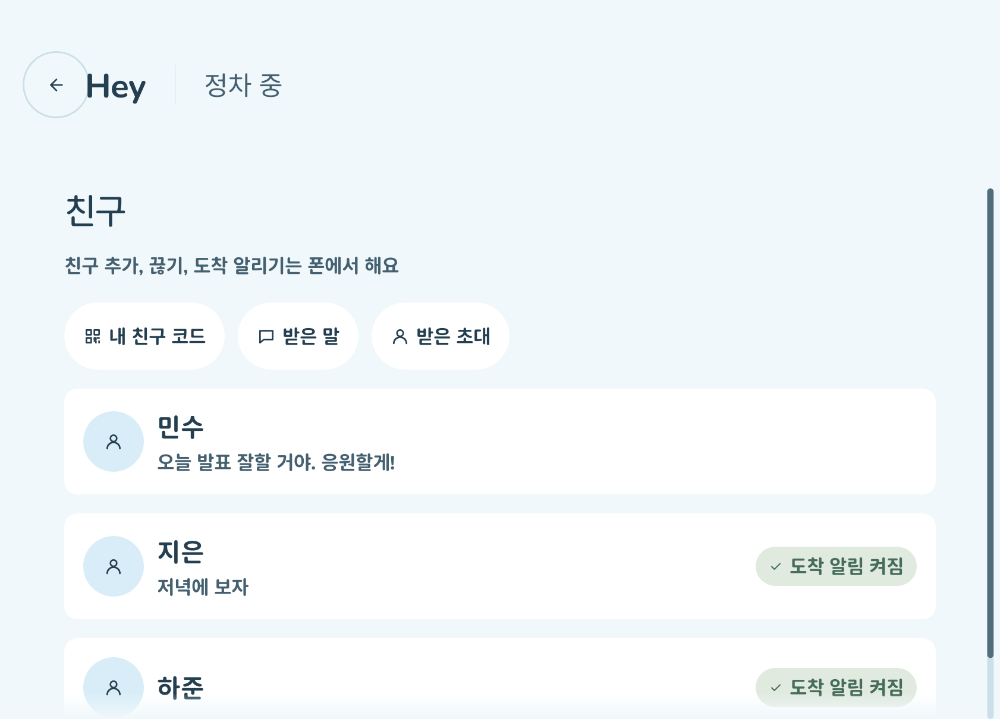 Hey
정차 중
친구
친구 추가, 끊기, 도착 알리기는 폰에서 해요
내 친구 코드
받은 말
받은 초대
민수
오늘 발표 잘할 거야. 응원할게!
지은
저녁에 보자
도착 알림 켜짐
하준
도착 알림 켜짐